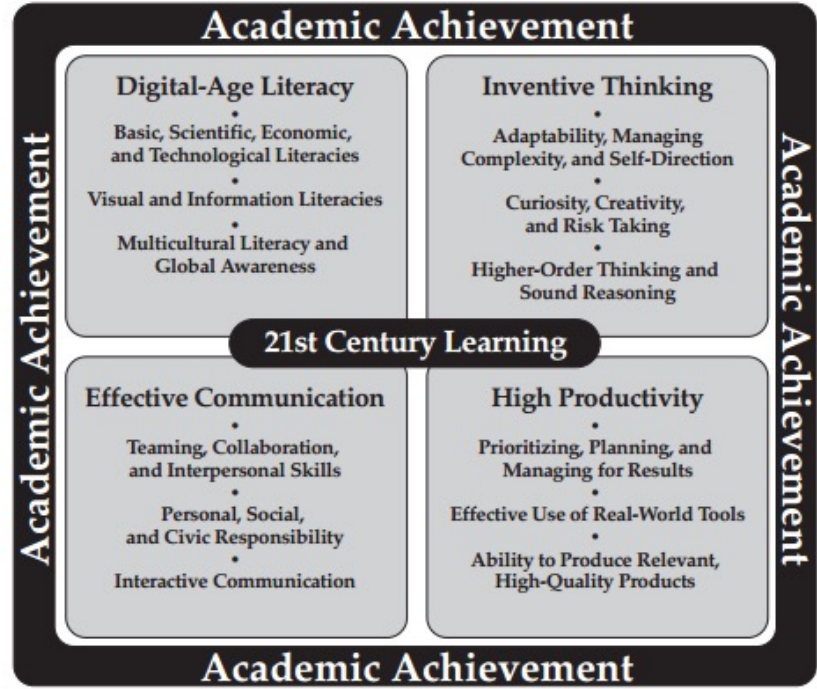 Academic Achievement
Academic Achievement
Digital-Age Literacy
•
Basic, Scientific, Economic,
and Technological Literacies
•
Visual and Information Literacies
•
Multicultural Literacy and
Global Awareness
Inventive Thinking
•
Adaptability, Managing
Complexity, and Self-Direction
•
Curiosity, Creativity,
and Risk Taking
•
Higher-Order Thinking and
Sound Reasoning
Academic Achievement
21st Century Learning
Effective Communication
•
Teaming, Collaboration,
and Interpersonal Skills
•
Personal, Social,
and Civic Responsibility
•
Interactive Communication
High Productivity
•
Prioritizing, Planning, and
Managing for Results
•
Effective Use of Real-World Tools
•
Ability to Produce Relevant,
High-Quality Products
Academic Achievement